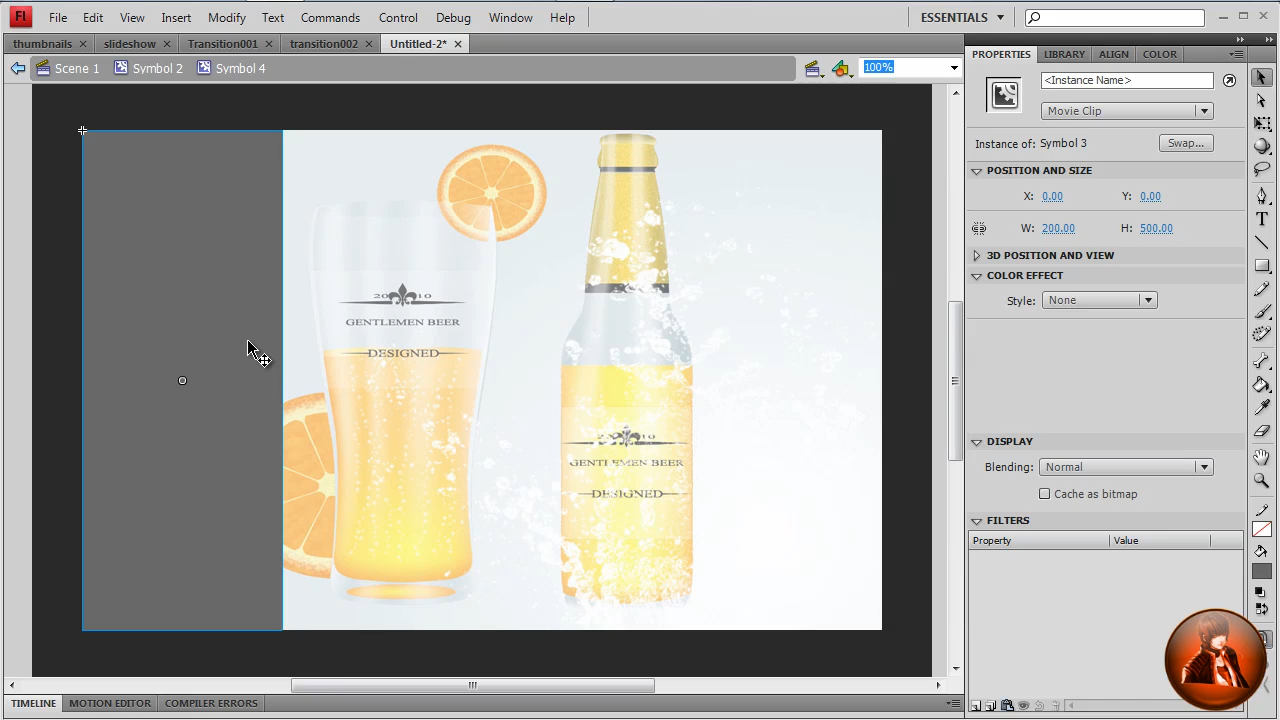 Fl File Edit View Insert Modify Text Commands Control Debug Window Help ESSENTIALS
thumbnails slideshow Transition001 transition002 Untitled-2*
Scene 1 Symbol 2 Symbol 4 100%
PROPERTIES LIBRARY ALIGN COLOR
<Instance Name>
Movie Clip
Instance of: Symbol 3 Swap...
POSITION AND SIZE
X: 0.00 Y: 0.00
W: 200.00 H: 500.00
3D POSITION AND VIEW
COLOR EFFECT
Style: None
DISPLAY
Blending: Normal
Cache as bitmap
FILTERS
Property Value
T
2010
GENTLEMEN BEER
DESIGNED
2010
GENTLEMEN BEER
DESIGNED
TIMELINE MOTION EDITOR COMPILER ERRORS